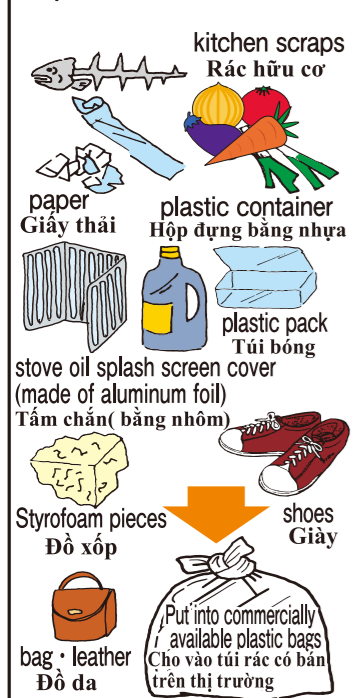 kitchen scraps
Rác hữu cơ
paper
Giấy thải
plastic container
Hộp đựng bằng nhựa
plastic pack
Túi bóng
stove oil splash screen cover
(made of aluminum foil)
Tấm chắn( bằng nhôm)
Styrofoam pieces
Đồ xốp
shoes
Giày
bag・leather
Đồ da
Put into commercially
available plastic bags
Cho vào túi rác có bán
trên thị trường